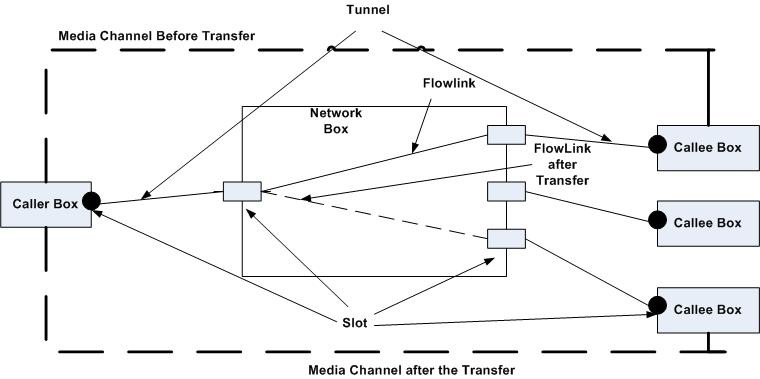 Tunnel
Media Channel Before Transfer
Flowlink
Network
Box
FlowLink
after
Transfer
Callee Box
Caller Box
Callee Box
Callee Box
Slot
Media Channel after the Transfer